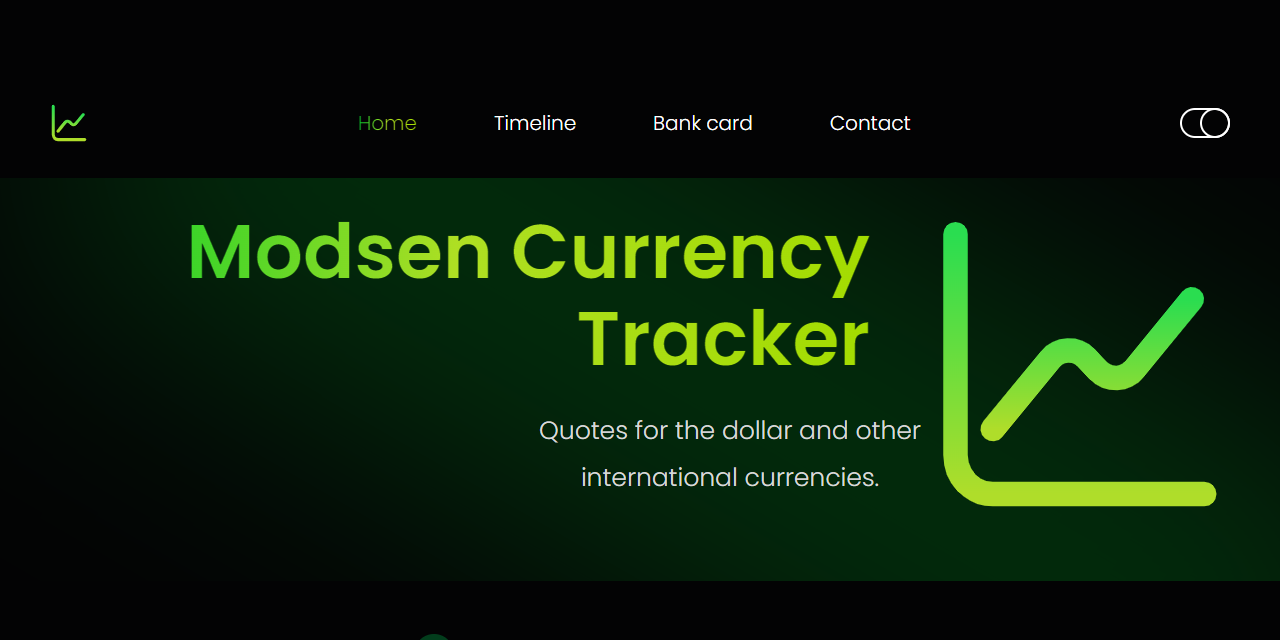 Home
Timeline
Bank card
Contact
Modsen Currency
Tracker
Quotes for the dollar and other
international currencies.